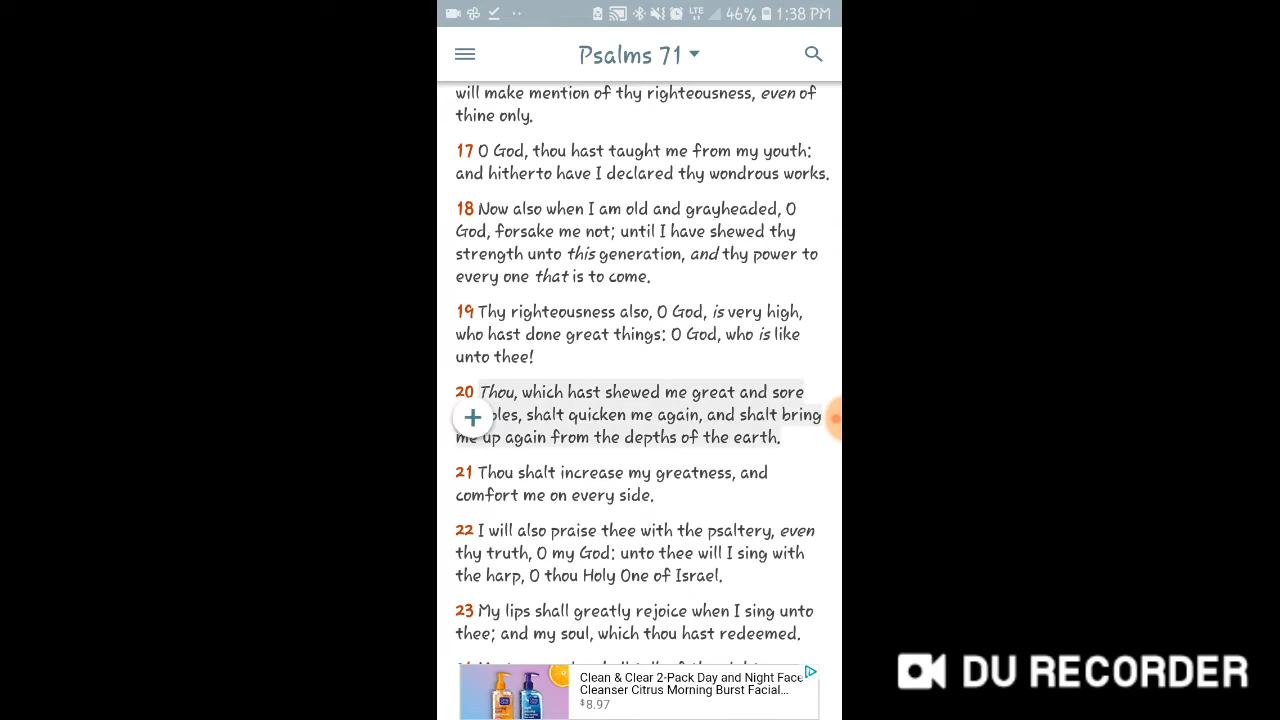 46% 1:38 PM
LTE
Psalms 71
will make mention of thy righteousness, even of
thine only.
17 O God, thou hast taught me from my youth:
and hitherto have I declared thy wondrous works.
18 Now also when I am old and grayheaded, O
God, forsake me not; until I have shewed thy
strength unto this generation, and thy power to
every one that is to come.
19 Thy righteousness also, O God, is very high,
who hast done great things: O God, who is like
unto thee!
20 Thou, which hast shewed me great and sore
shalt quicken me again, and shalt bring
me up again from the depths of the earth.
21 Thou shalt increase my greatness, and
comfort me on every side.
22 I will also praise thee with the psaltery, even
thy truth, O my God: unto thee will I sing with
the harp, O thou Holy One of Israel.
23 My lips shall greatly rejoice when I sing unto
thee; and my soul, which thou hast redeemed.
Clean & Clear 2-Pack Day and Night Face
Cleanser Citrus Morning Burst Facial...
$8.97
DU RECORDER